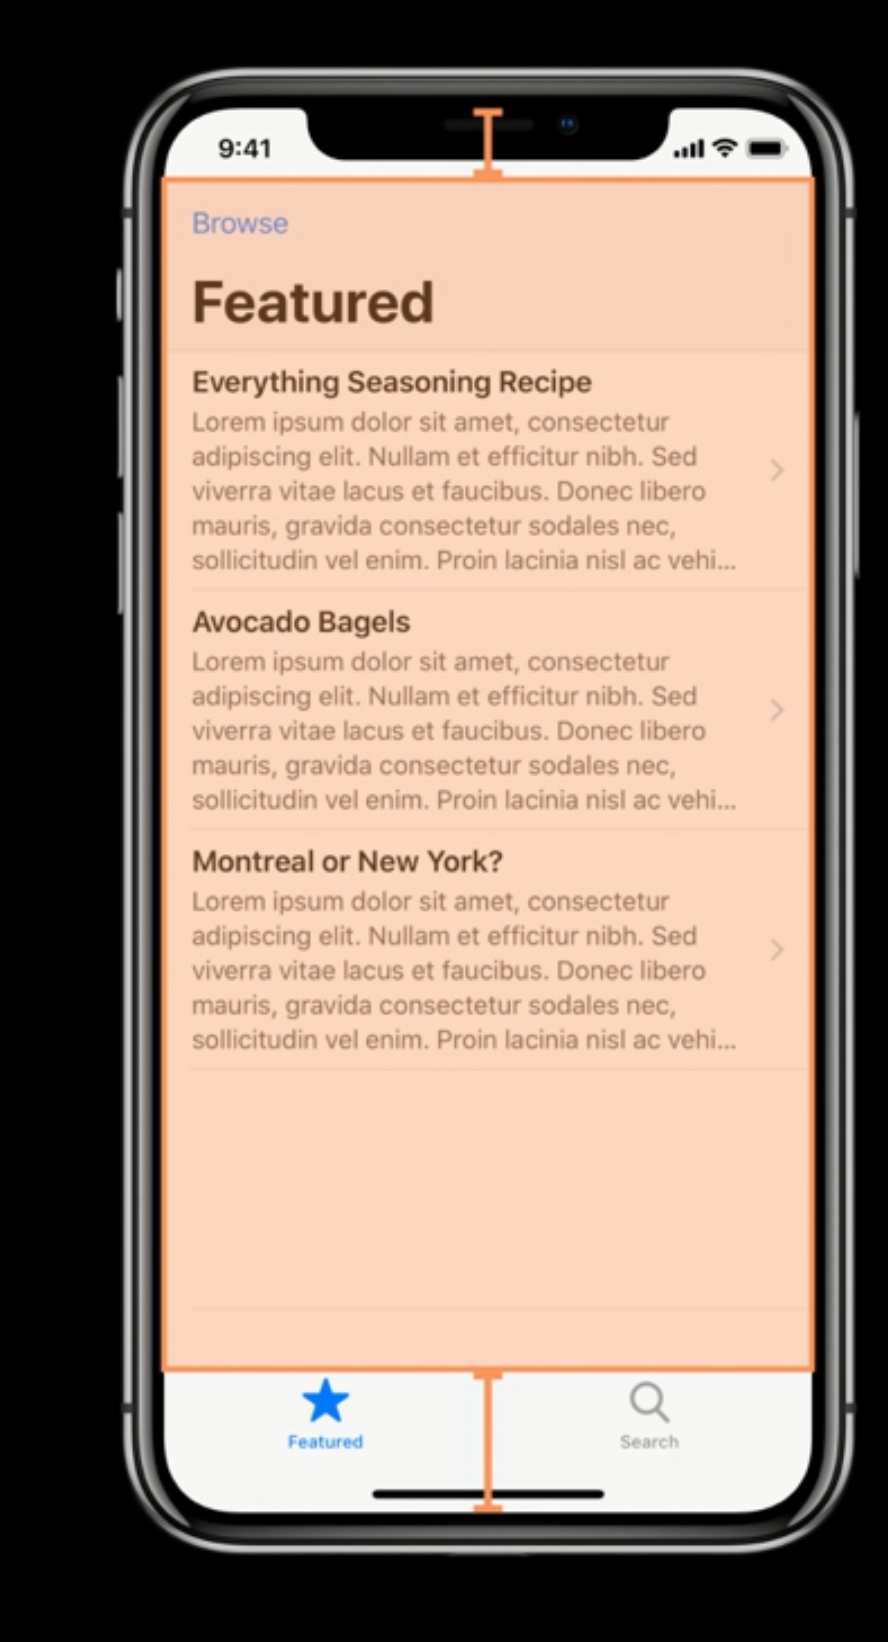 9:41
Browse
Featured
Everything Seasoning Recipe
Lorem ipsum dolor sit amet, consectetur
adipiscing elit. Nullam et efficitur nibh. Sed
viverra vitae lacus et faucibus. Donec libero
mauris, gravida consectetur sodales nec,
sollicitudin vel enim. Proin lacinia nisl ac vehi...
Avocado Bagels
Lorem ipsum dolor sit amet, consectetur
adipiscing elit. Nullam et efficitur nibh. Sed
viverra vitae lacus et faucibus. Donec libero
mauris, gravida consectetur sodales nec,
sollicitudin vel enim. Proin lacinia nisl ac vehi...
Montreal or New York?
Lorem ipsum dolor sit amet, consectetur
adipiscing elit. Nullam et efficitur nibh. Sed
viverra vitae lacus et faucibus. Donec libero
mauris, gravida consectetur sodales nec,
sollicitudin vel enim. Proin lacinia nisl ac vehi...
Featured
Search